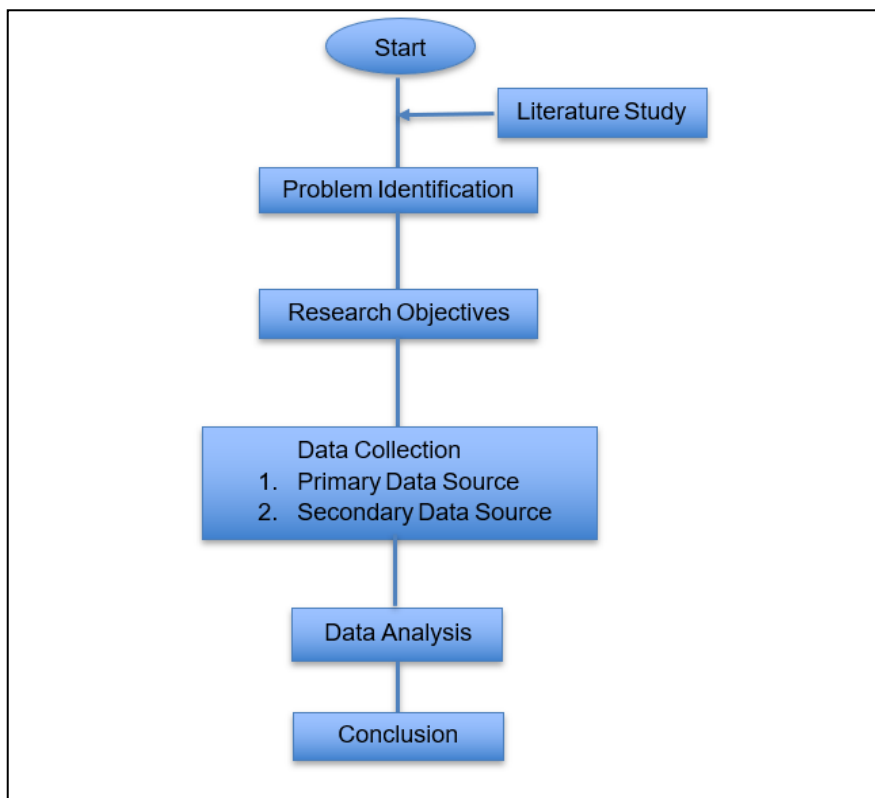 Start
Literature Study
Problem Identification
Research Objectives
Data Collection
1. Primary Data Source
2. Secondary Data Source
Data Analysis
Conclusion